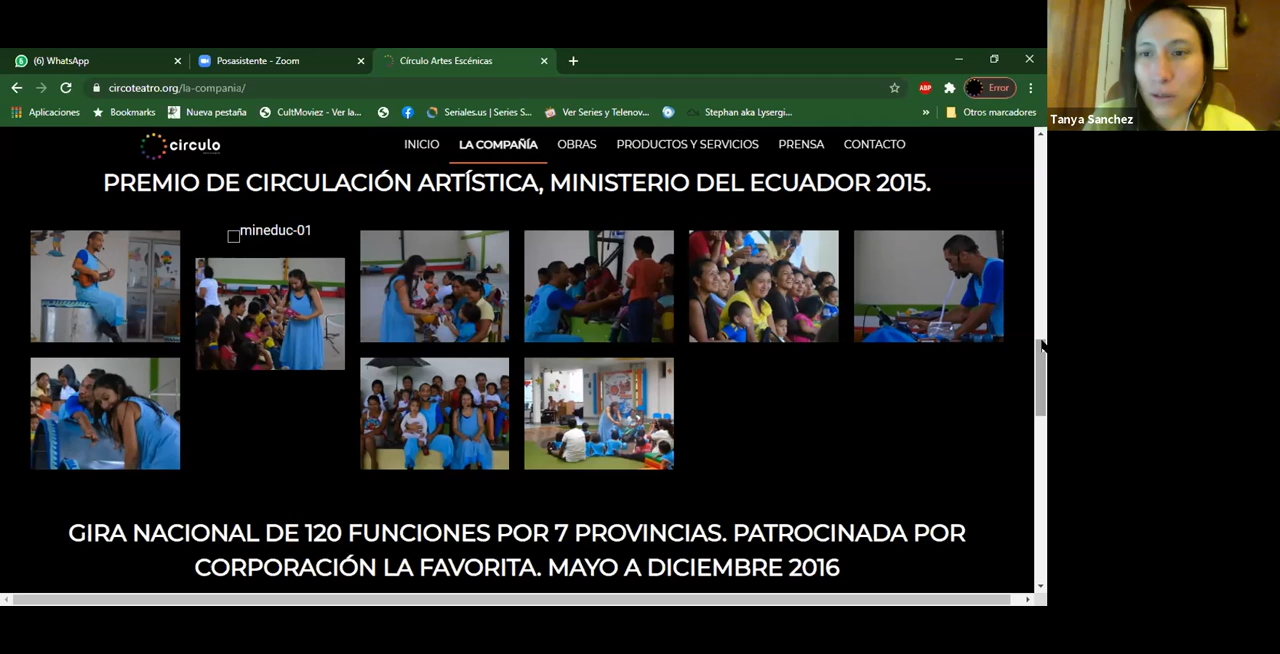 (6) WhatsApp
Posasistente - Zoom
Círculo Artes Escénicas
circoteatro.org/la-compania/
ABP
Error
Aplicaciones
Bookmarks
Nueva pestaña
CultMoviez - Ver la...
Seriales.us | Series S...
Ver Series y Telenov...
Stephan aka Lysergi...
»
Otros marcadores
Tanya Sanchez
circulo
INICIO
LA COMPAÑÍA
OBRAS
PRODUCTOS Y SERVICIOS
PRENSA
CONTACTO
PREMIO DE CIRCULACIÓN ARTÍSTICA, MINISTERIO DEL ECUADOR 2015.
mineduc-01
GIRA NACIONAL DE 120 FUNCIONES POR 7 PROVINCIAS. PATROCINADA POR
CORPORACIÓN LA FAVORITA. MAYO A DICIEMBRE 2016